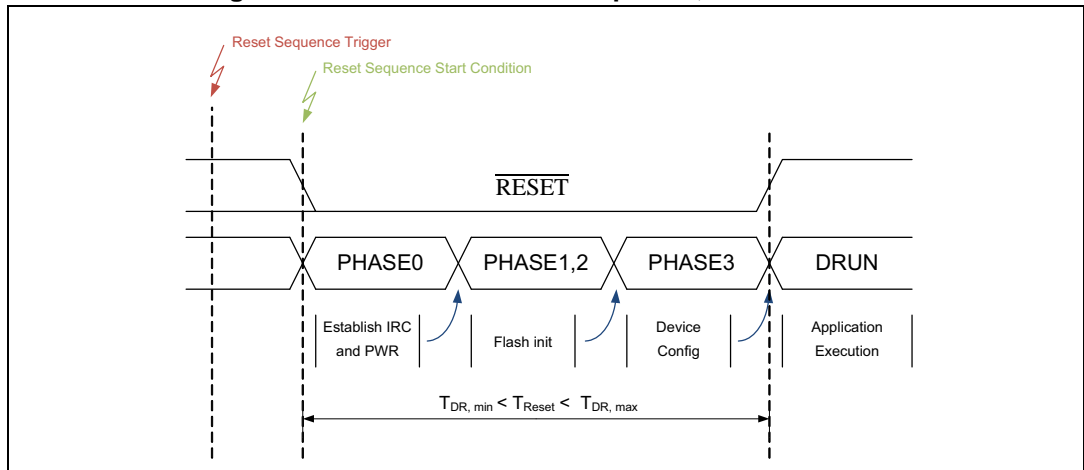 Reset Sequence Trigger
Reset Sequence Start Condition
RESET
PHASE0
PHASE1,2
PHASE3
DRUN
Establish IRC
and PWR
Flash init
Device
Config
Application
Execution
TDR, min < TReset < TDR, max